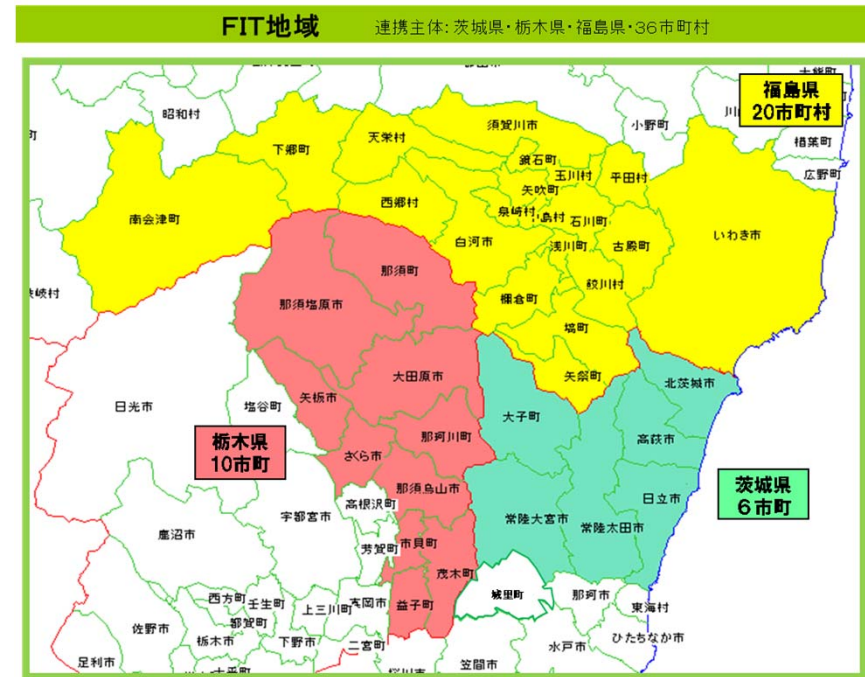 FIT地域
連携主体：茨城県・栃木県・福島県・36市町村
福島県
20市町村
昭和村
須賀川市
小野町
楢葉町
広野町
下郷町
天栄村
鏡石町
玉川村
平田村
矢吹町
南会津町
西郷村
泉崎村
石川町
白河市
浅川町
古殿町
いわき市
那須町
鮫川村
棚倉町
那須塩原市
塙町
大田原市
矢祭町
北茨城市
日光市
塩谷町
矢板市
大子町
那珂川町
高萩市
栃木県
10市町
さくら市
茨城県
6市町
那須烏山市
日立市
高根沢町
宇都宮市
常陸大宮市
常陸太田市
鹿沼市
芳賀町
市貝町
茂木町
城里町
那珂市
西方町
壬生町
上三川町
真岡市
益子町
東海村
佐野市
都賀町
栃木市
下野市
二宮町
水戸市
ひたちなか市
足利市
笠間市